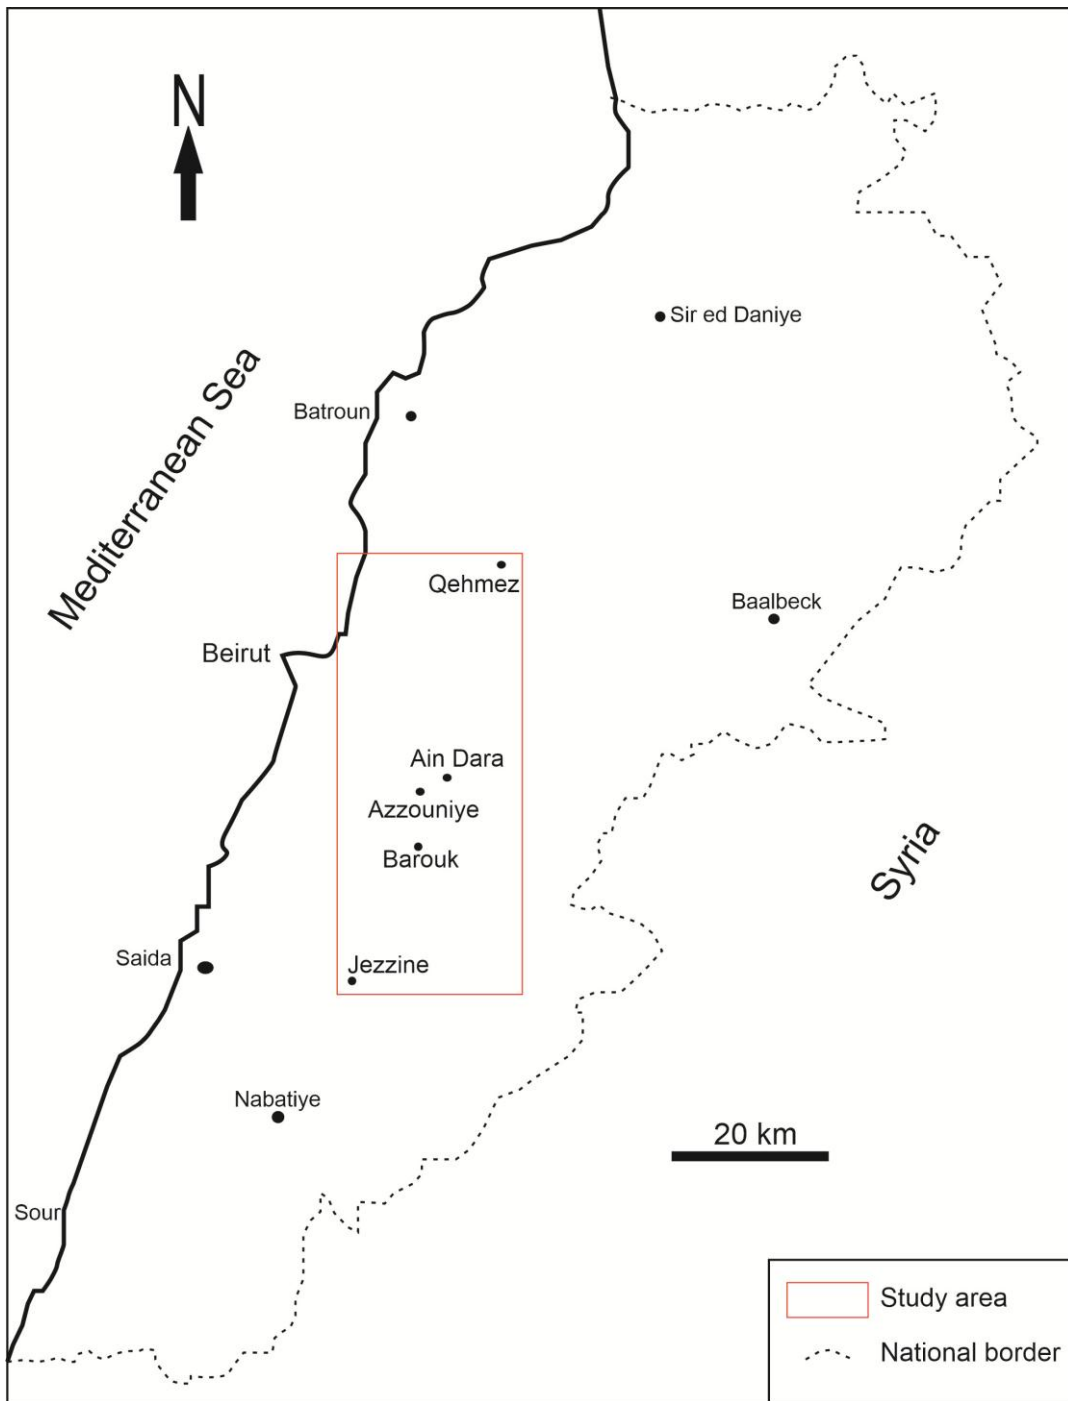 N
Sir ed Daniye
Mediterranean Sea
Batroun
Qehmez
Baalbeck
Beirut
Ain Dara
Azzouniye
Barouk
Syria
Saida
Jezzine
Nabatiye
20 km
Sour
Study area
National border